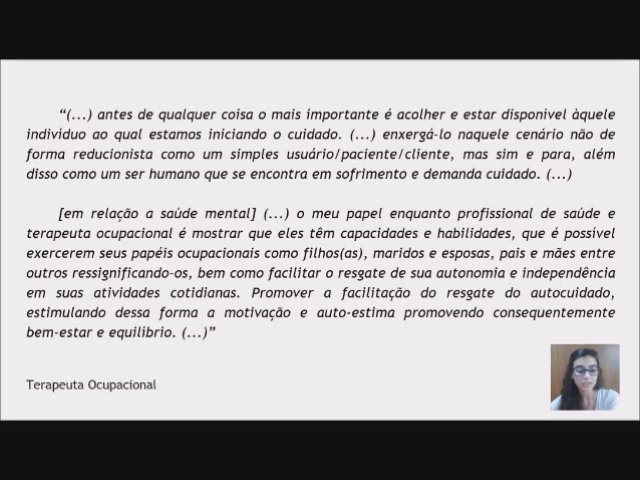 “(...) antes de qualquer coisa o mais importante é acolher e estar disponivel àquele
individuo ao qual estamos iniciando o cuidado. (...) enxergá-lo naquele cenário não de
forma reducionista como um simples usuário/paciente/cliente, mas sim e para, além
disso como um ser humano que se encontra em sofrimento e demanda cuidado. (...)
[em relação a saúde mental] (...) o meu papel enquanto profissional de saúde e
terapeuta ocupacional é mostrar que eles têm capacidades e habilidades, que é possível
exercerem seus papéis ocupacionais como filhos(as), maridos e esposas, pais e mães entre
outros ressignificando-os, bem como facilitar o resgate de sua autonomia e independência
em suas atividades cotidianas. Promover a facilitação do resgate do autocuidado,
estimulando dessa forma a motivação e auto-estima promovendo consequentemente
bem-estar e equilíbrio. (...)”
Terapeuta Ocupacional